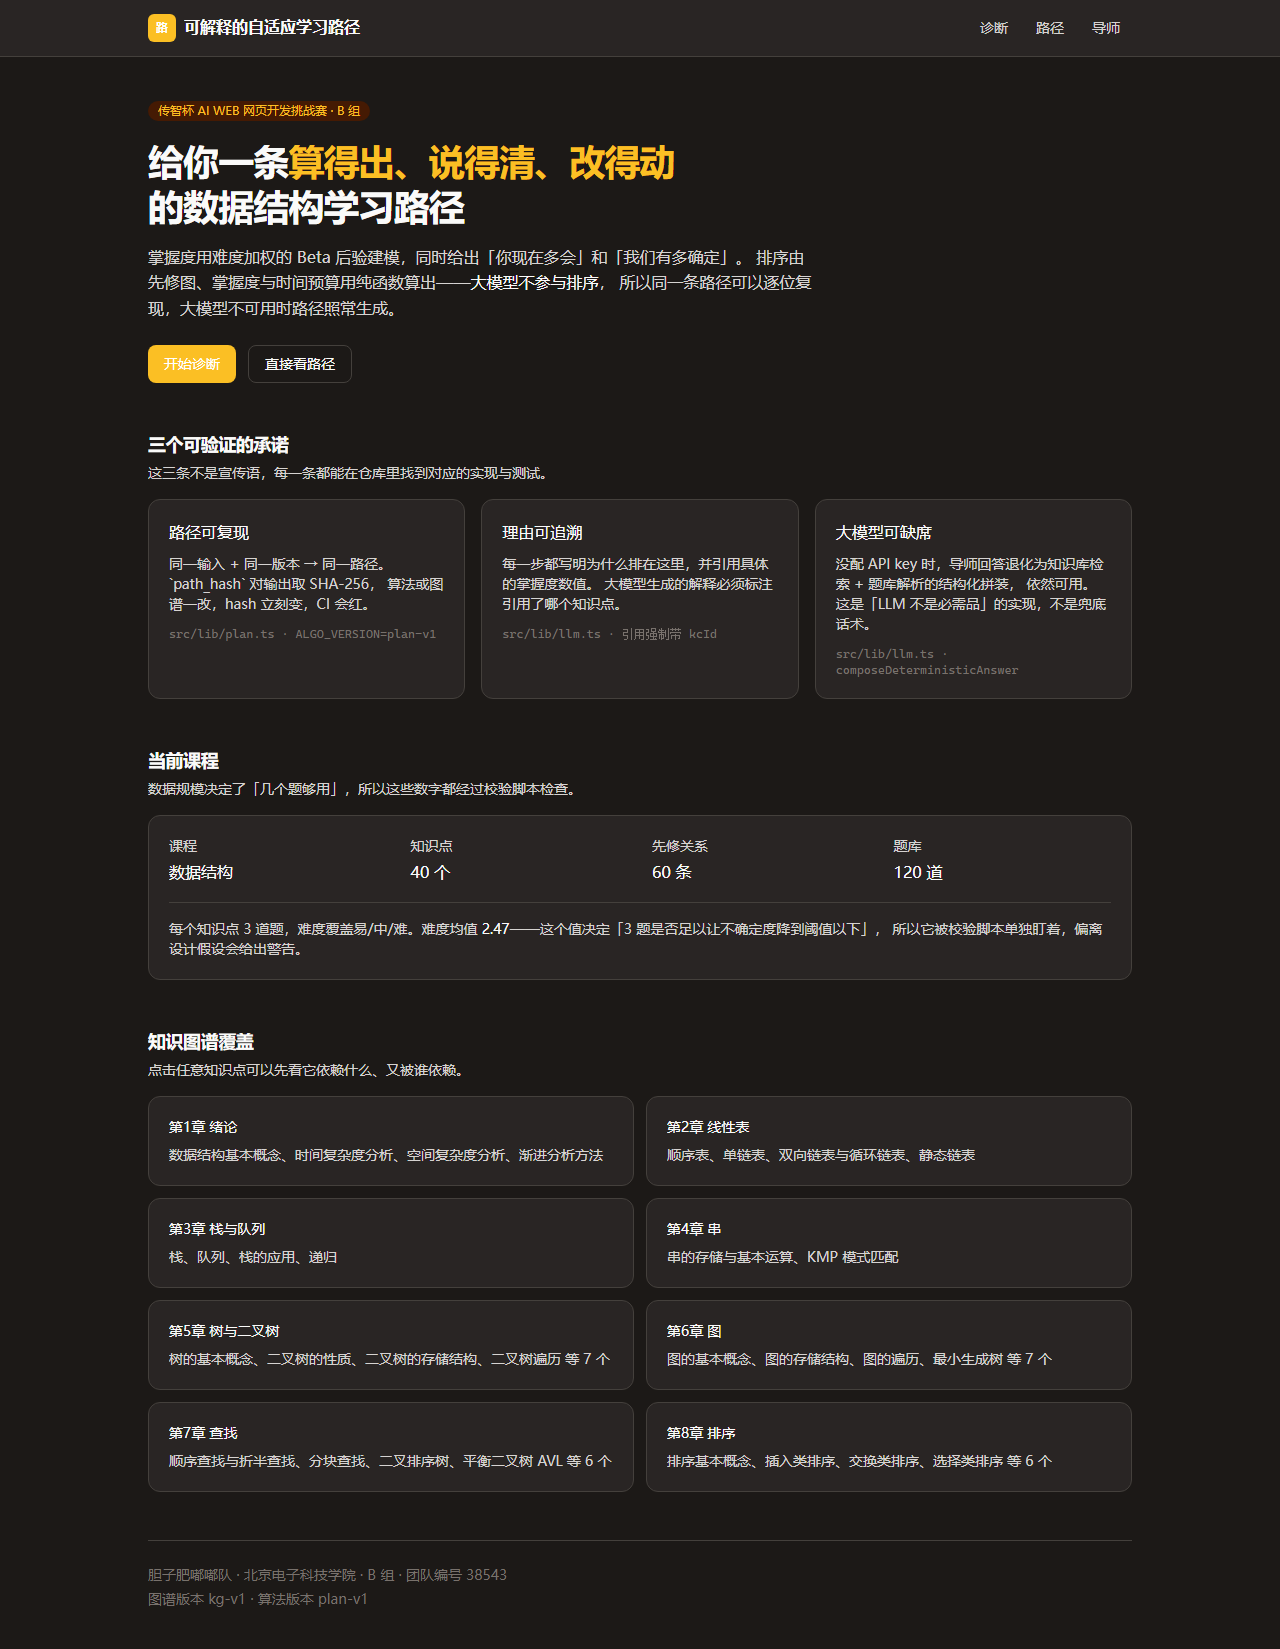 路 可解释的自适应学习路径
诊断 路径 导师
传智杯 AI WEB 网页开发挑战赛 · B 组
给你一条算得出、说得清、改得动
的数据结构学习路径
掌握度用难度加权的 Beta 后验建模，同时给出「你现在多会」和「我们有多确定」。 排序由
先修图、掌握度与时间预算用纯函数算出——大模型不参与排序， 所以同一条路径可以逐位复
现，大模型不可用时路径照常生成。
开始诊断 直接看路径
三个可验证的承诺
这三条不是宣传语，每一条都能在仓库里找到对应的实现与测试。
路径可复现
同一输入 + 同一版本 → 同一路径。
`path_hash` 对输出取 SHA-256， 算法或图
谱一改，hash 立刻变，CI 会红。
src/lib/plan.ts · ALGO_VERSION=plan-v1
理由可追溯
每一步都写明为什么排在这里，并引用具体
的掌握度数值。 大模型生成的解释必须标注
引用了哪个知识点。
src/lib/llm.ts · 引用强制带 kcId
大模型可缺席
没配 API key 时，导师回答退化为知识库检
索 + 题库解析的结构化拼装， 依然可用。
这是「LLM 不是必需品」的实现，不是兜底
话术。
src/lib/llm.ts ·
composeDeterministicAnswer
当前课程
数据规模决定了「几个题够用」，所以这些数字都经过校验脚本检查。
课程 知识点 先修关系 题库
数据结构 40 个 60 条 120 道
每个知识点 3 道题，难度覆盖易/中/难。难度均值 2.47——这个值决定「3 题是否足以让不确定度降到阈值以下」， 所以它被校验脚本单独盯着，偏离
设计假设会给出警告。
知识图谱覆盖
点击任意知识点可以先看它依赖什么、又被谁依赖。
第1章 绪论
数据结构基本概念、时间复杂度分析、空间复杂度分析、渐进分析方法
第2章 线性表
顺序表、单链表、双向链表与循环链表、静态链表
第3章 栈与队列
栈、队列、栈的应用、递归
第4章 串
串的存储与基本运算、KMP 模式匹配
第5章 树与二叉树
树的基本概念、二叉树的性质、二叉树的存储结构、二叉树遍历 等 7 个
第6章 图
图的基本概念、图的存储结构、图的遍历、最小生成树 等 7 个
第7章 查找
顺序查找与折半查找、分块查找、二叉排序树、平衡二叉树 AVL 等 6 个
第8章 排序
排序基本概念、插入类排序、交换类排序、选择类排序 等 6 个
胆子肥嘟嘟队 · 北京电子科技学院 · B 组 · 团队编号 38543
图谱版本 kg-v1 · 算法版本 plan-v1